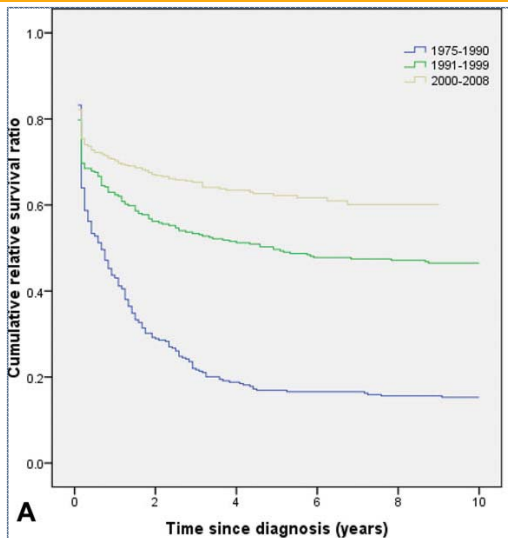 1.0
0.8
0.6
0.4
0.2
0.0
Cumulative relative survival ratio
1975-1990
1991-1999
2000-2008
0 2 4 6 8 10
Time since diagnosis (years)
A